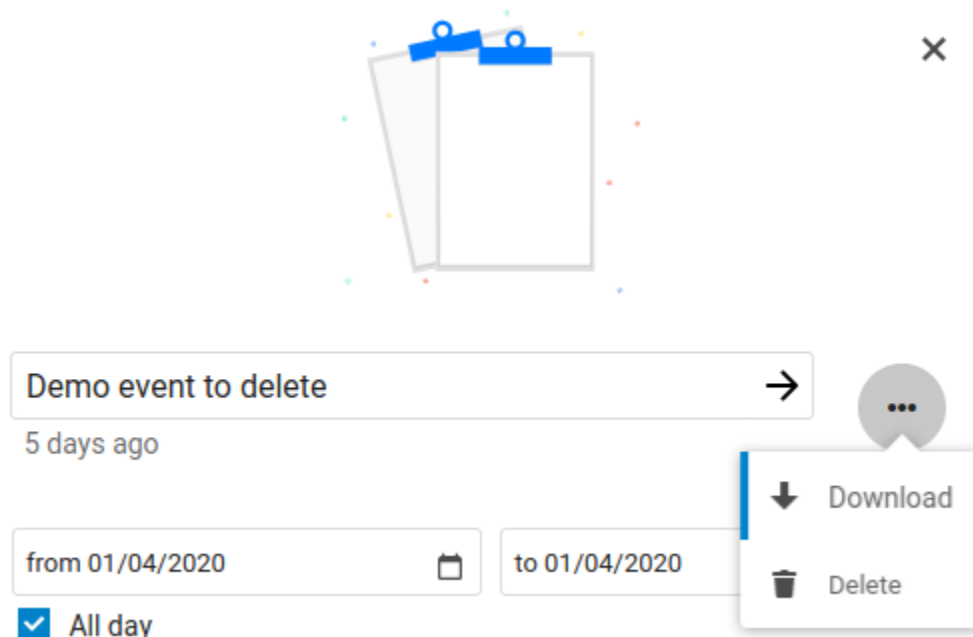 Demo event to delete
5 days ago
Download
from 01/04/2020
to 01/04/2020
Delete
All day